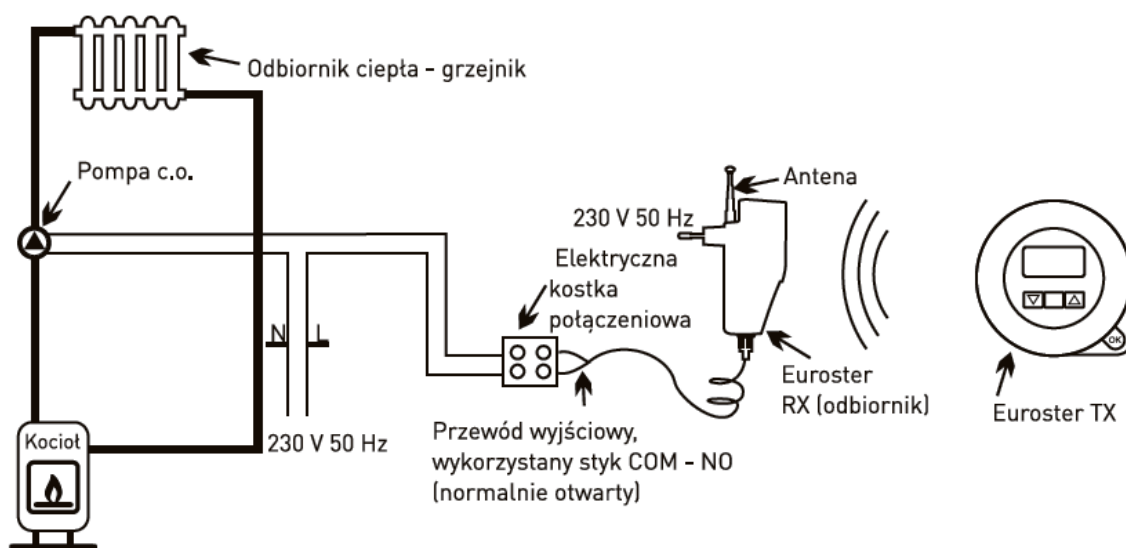 Odbiornik ciepła - grzejnik
Pompa c.o.
Antena
230 V 50 Hz
Elektryczna
kostka
połączeniowa
N
L
Euroster
RX (odbiornik)
OK
Euroster TX
Kocioł
230 V 50 Hz
Przewód wyjściowy,
wykorzystany styk COM - NO
(normalnie otwarty)